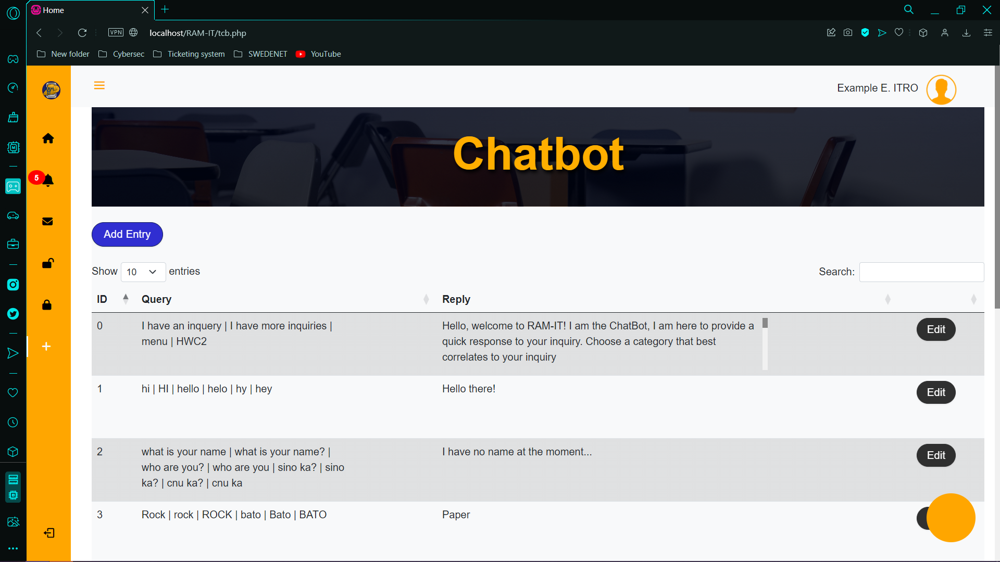 Home
VPN
localhost/RAM-IT/tcb.php
New folder
Cybersec
Ticketing system
SWEDENET
YouTube
RAM
Example E. ITRO
Chatbot
5
Add Entry
Show 10 entries
Search:
ID Query Reply
0
I have an inquery | I have more inquiries |
menu | HWC2
Hello, welcome to RAM-IT! I am the ChatBot, I am here to provide a
quick response to your inquiry. Choose a category that best
correlates to your inquiry
Edit
1
hi | HI | hello | helo | hy | hey
Hello there!
Edit
2
what is your name | what is your name? |
who are you? | who are you | sino ka? | sino
ka? | cnu ka? | cnu ka
I have no name at the moment...
Edit
3
Rock | rock | ROCK | bato | Bato | BATO
Paper